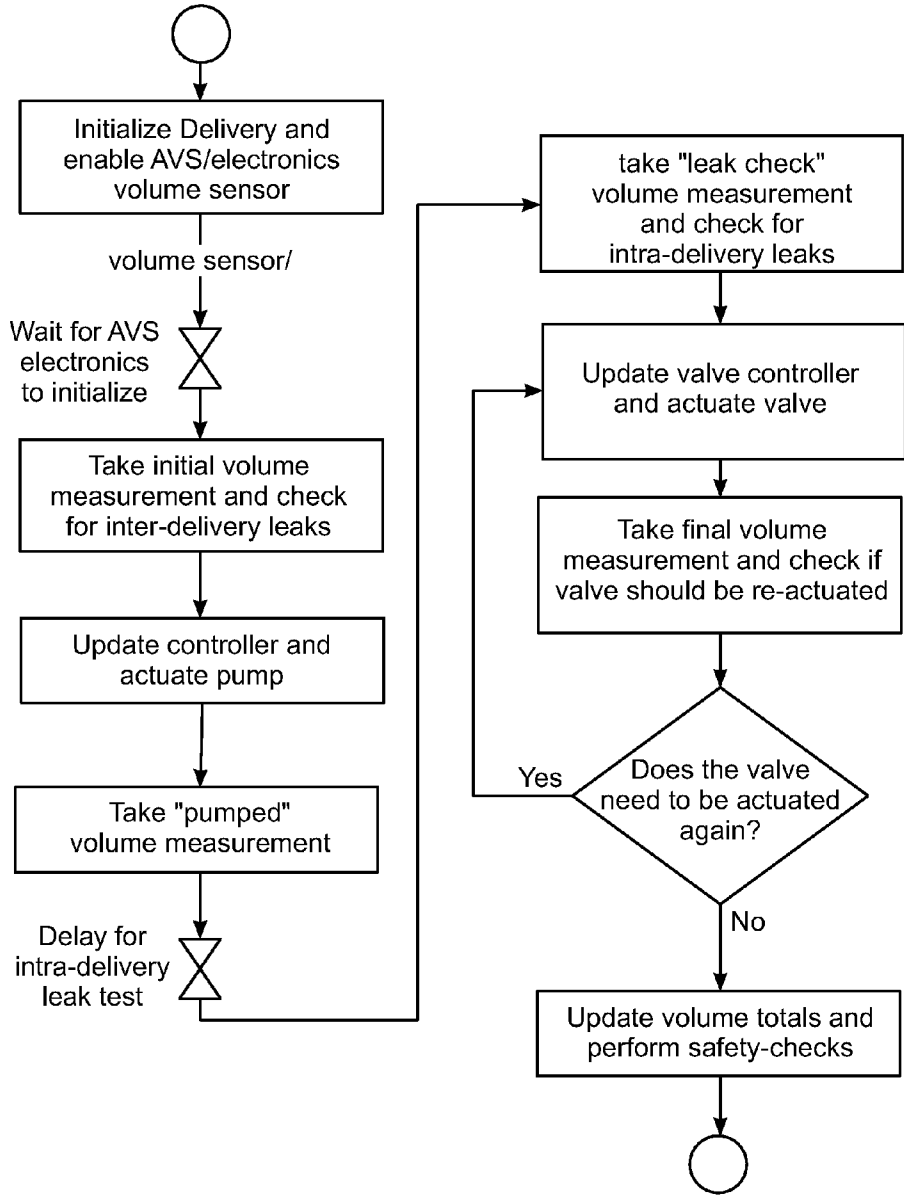 Initialize Delivery and
enable AVS/electronics
volume sensor
volume sensor/
Wait for AVS
electronics
to initialize
Take initial volume
measurement and check
for inter-delivery leaks
Update controller and
actuate pump
Take "pumped"
volume measurement
Delay for
intra-delivery
leak test
take "leak check"
volume measurement
and check for
intra-delivery leaks
Update valve controller
and actuate valve
Take final volume
measurement and check if
valve should be re-actuated
Does the valve
need to be actuated
again?
Yes
No
Update volume totals and
perform safety-checks